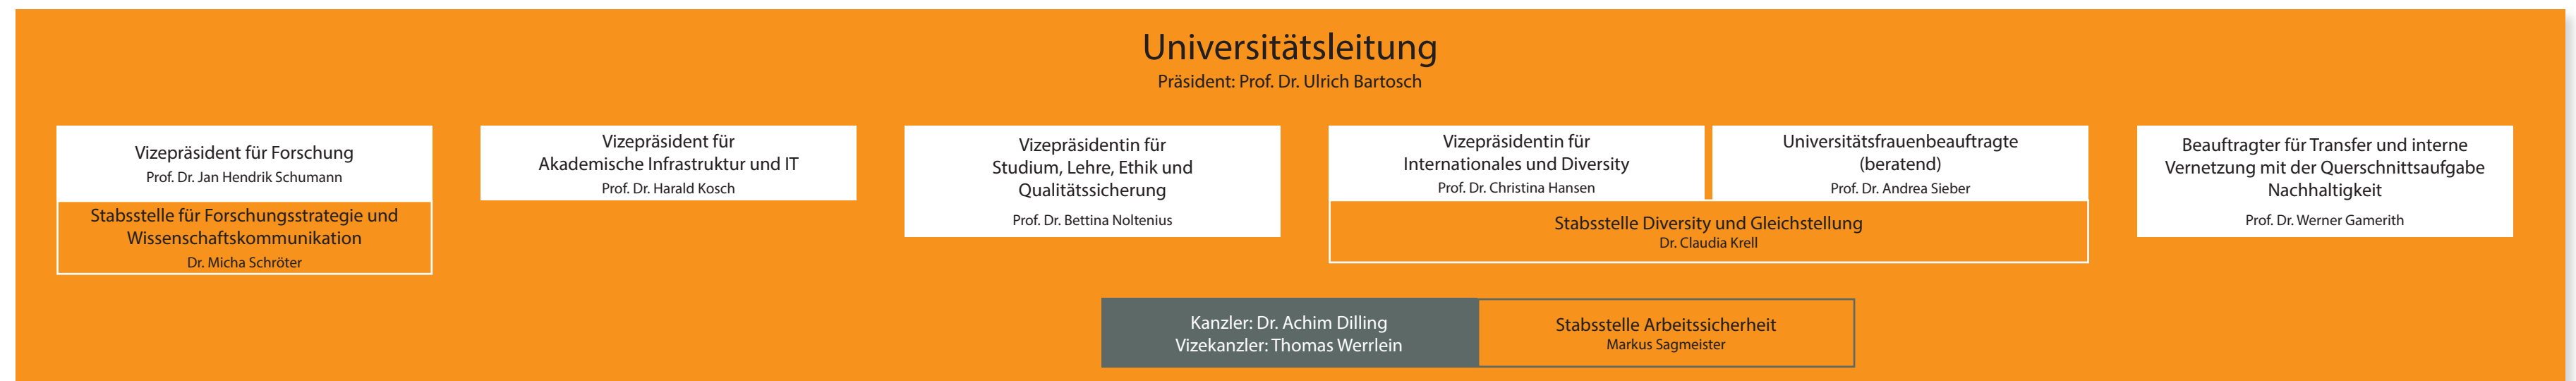 Universitätsleitung
Präsident: Prof. Dr. Ulrich Bartosch
Vizepräsident für Forschung
Prof. Dr. Jan Hendrik Schumann
Stabsstelle für Forschungsstrategie und
Wissenschaftskommunikation
Dr. Micha Schröter
Vizepräsident für
Akademische Infrastruktur und IT
Prof. Dr. Harald Kosch
Vizepräsidentin für
Studium, Lehre, Ethik und
Qualitätssicherung
Prof. Dr. Bettina Noltenius
Vizepräsidentin für
Internationales und Diversity
Prof. Dr. Christina Hansen
Universitätsfrauenbeauftragte
(beratend)
Prof. Dr. Andrea Sieber
Stabsstelle Diversity und Gleichstellung
Dr. Claudia Krell
Beauftragter für Transfer und interne
Vernetzung mit der Querschnittsaufgabe
Nachhaltigkeit
Prof. Dr. Werner Gamerith
Kanzler: Dr. Achim Dilling
Vizekanzler: Thomas Werrlein
Stabsstelle Arbeitssicherheit
Markus Sagmeister